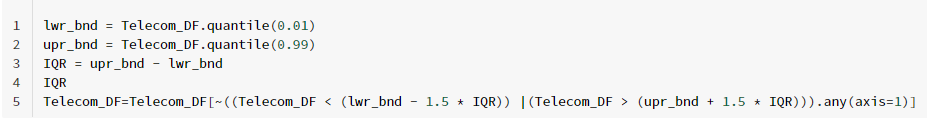 1 lwr_bnd = Telecom_DF.quantile(0.01)
2 upr_bnd = Telecom_DF.quantile(0.99)
3 IQR = upr_bnd - lwr_bnd
4 IQR
5 Telecom_DF=Telecom_DF[~((Telecom_DF < (lwr_bnd - 1.5 * IQR)) |(Telecom_DF > (upr_bnd + 1.5 * IQR))).any(axis=1)]